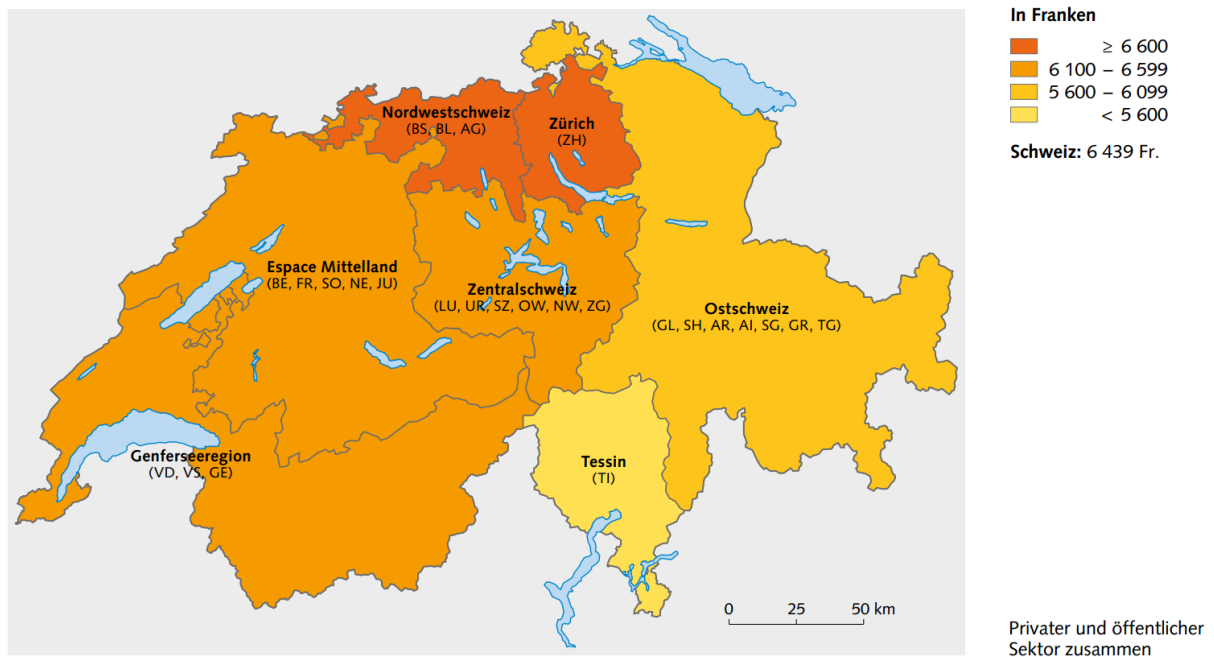 In Franken
≥ 6 600
6 100 – 6 599
5 600 – 6 099
< 5 600
Schweiz: 6 439 Fr.
Nordwestschweiz
(BS, BL, AG)
Zürich
(ZH)
Espace Mittelland
(BE, FR, SO, NE, JU)
Zentralschweiz
(LU, UR, SZ, OW, NW, ZG)
Ostschweiz
(GL, SH, AR, AI, SG, GR, TG)
Genferseeregion
(VD, VS, GE)
Tessin
(TI)
0 25 50 km
Privater und öffentlicher
Sektor zusammen